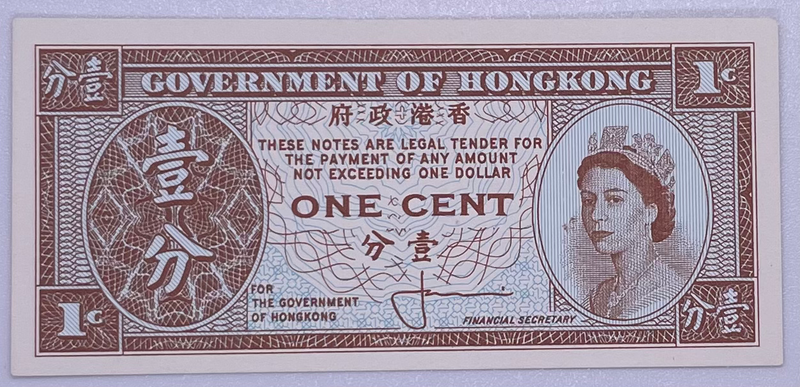 分壹
GOVERNMENT OF HONGKONG
1¢
府政港香
THESE NOTES ARE LEGAL TENDER FOR
THE PAYMENT OF ANY AMOUNT
NOT EXCEEDING ONE DOLLAR
壹
分
ONE CENT
分壹
FOR
THE GOVERNMENT
OF HONGKONG
FINANCIAL SECRETARY
1¢
分壹